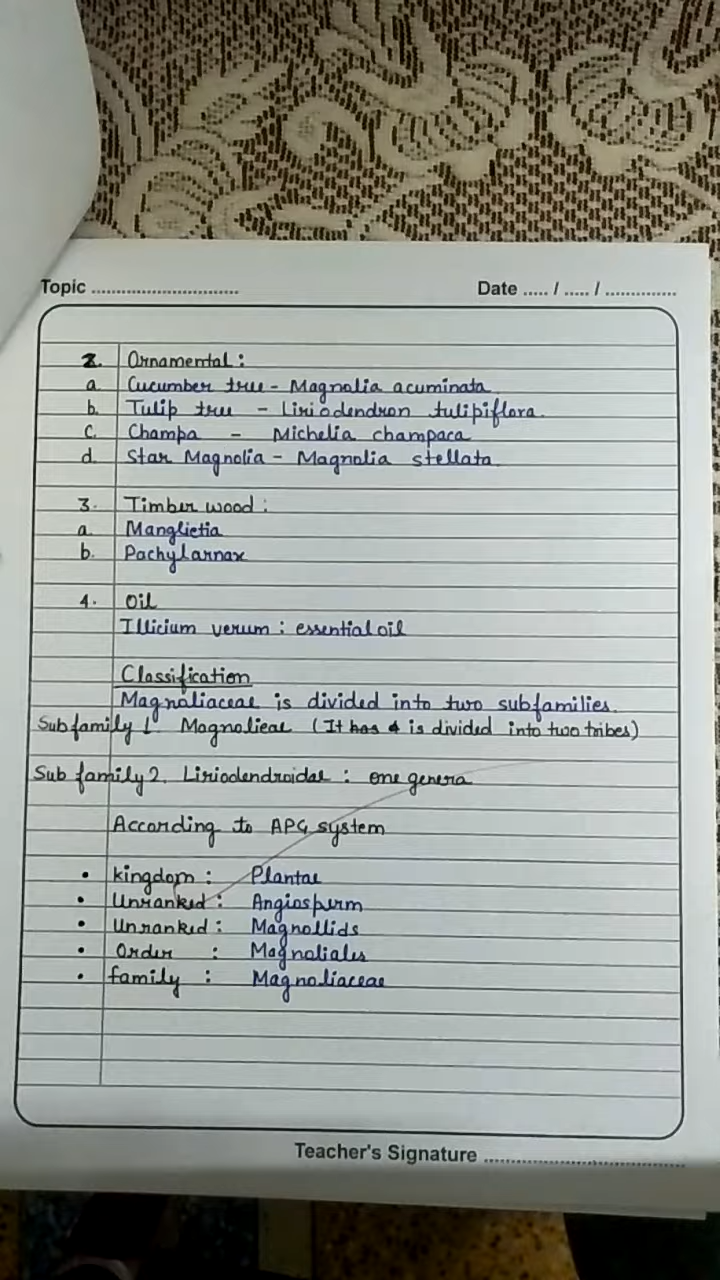 Topic ............................ Date ..... / ..... / ..............
2. Ornamental :
a Cucumber tree - Magnolia acuminata
b. Tulip tree - Liriodendron tulipiflora.
c. Champa - Michelia champaca
d. Star Magnolia - Magnolia stellata
3. Timber wood :
a. Manglietia
b. Pachylarnax
4. Oil
Illicium verum : essential oil
Classification
Magnoliaceae is divided into two subfamilies.
Subfamily 1. Magnolieae (It has is divided into two tribes)
Sub family 2. Liriodendroidae : one genera
According to APG system
• kingdom : Plantae
• Unranked : Angiosperm
• Unranked : Magnollids
• Order : Magnoliales
• family : Magnoliaceae
Teacher's Signature ........................................